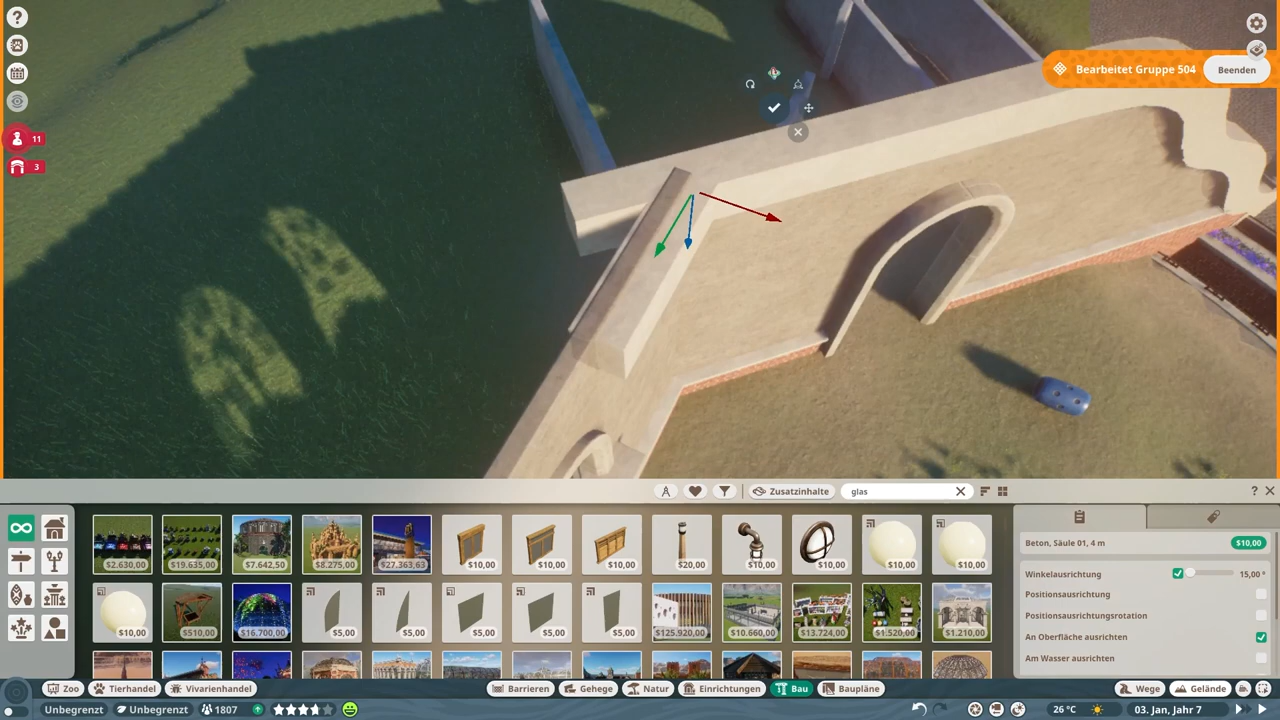 Bearbeitet Gruppe 504
Beenden
11
3
Zusatzinhalte
glas
$2.630,00
$19.635,00
$7.642,50
$8.275,00
$27.363,63
$10,00
$10,00
$10,00
$20,00
$10,00
$10,00
$10,00
$10,00
$10,00
$510,00
$16.700,00
$5,00
$5,00
$5,00
$5,00
$5,00
$125.920,00
$10.660,00
$13.724,00
$1.520,00
$1.210,00
Beton, Säule 01, 4 m
$10,00
Winkelausrichtung
15,00 °
Positionsausrichtung
Positionsausrichtungsrotation
An Oberfläche ausrichten
Am Wasser ausrichten
Zoo
Tierhandel
Vivarienhandel
Barrieren
Gehege
Natur
Einrichtungen
Bau
Baupläne
Wege
Gelände
Unbegrenzt
Unbegrenzt
1807
26 °C
03. Jan, Jahr 7